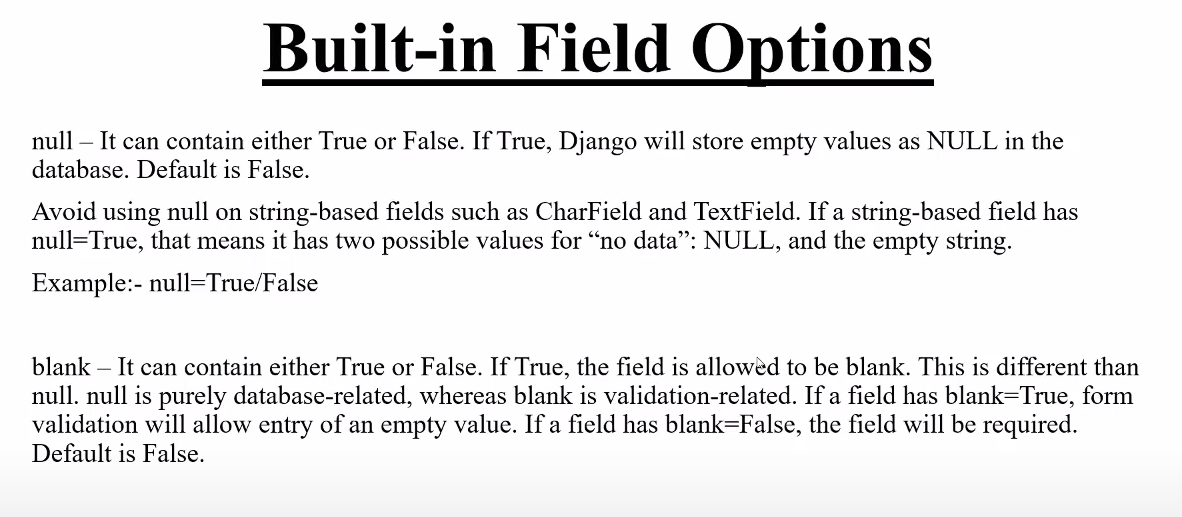 Built-in Field Options
null – It can contain either True or False. If True, Django will store empty values as NULL in the
database. Default is False.
Avoid using null on string-based fields such as CharField and TextField. If a string-based field has
null=True, that means it has two possible values for “no data”: NULL, and the empty string.
Example:- null=True/False
blank – It can contain either True or False. If True, the field is allowed to be blank. This is different than
null. null is purely database-related, whereas blank is validation-related. If a field has blank=True, form
validation will allow entry of an empty value. If a field has blank=False, the field will be required.
Default is False.